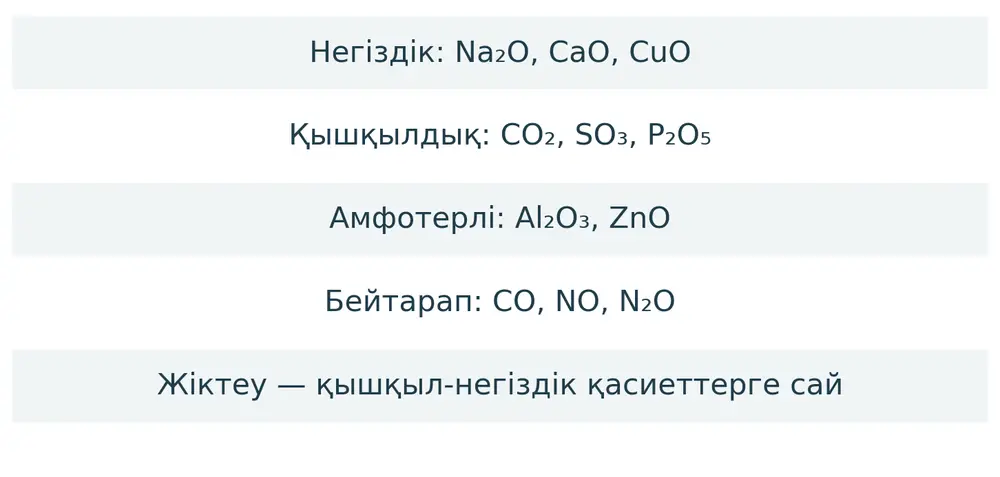 Негіздік: Na₂O, CaO, CuO
Қышқылдық: CO₂, SO₃, P₂O₅
Амфотерлі: Al₂O₃, ZnO
Бейтарап: CO, NO, N₂O
Жіктеу — қышқыл-негіздік қасиеттерге сай